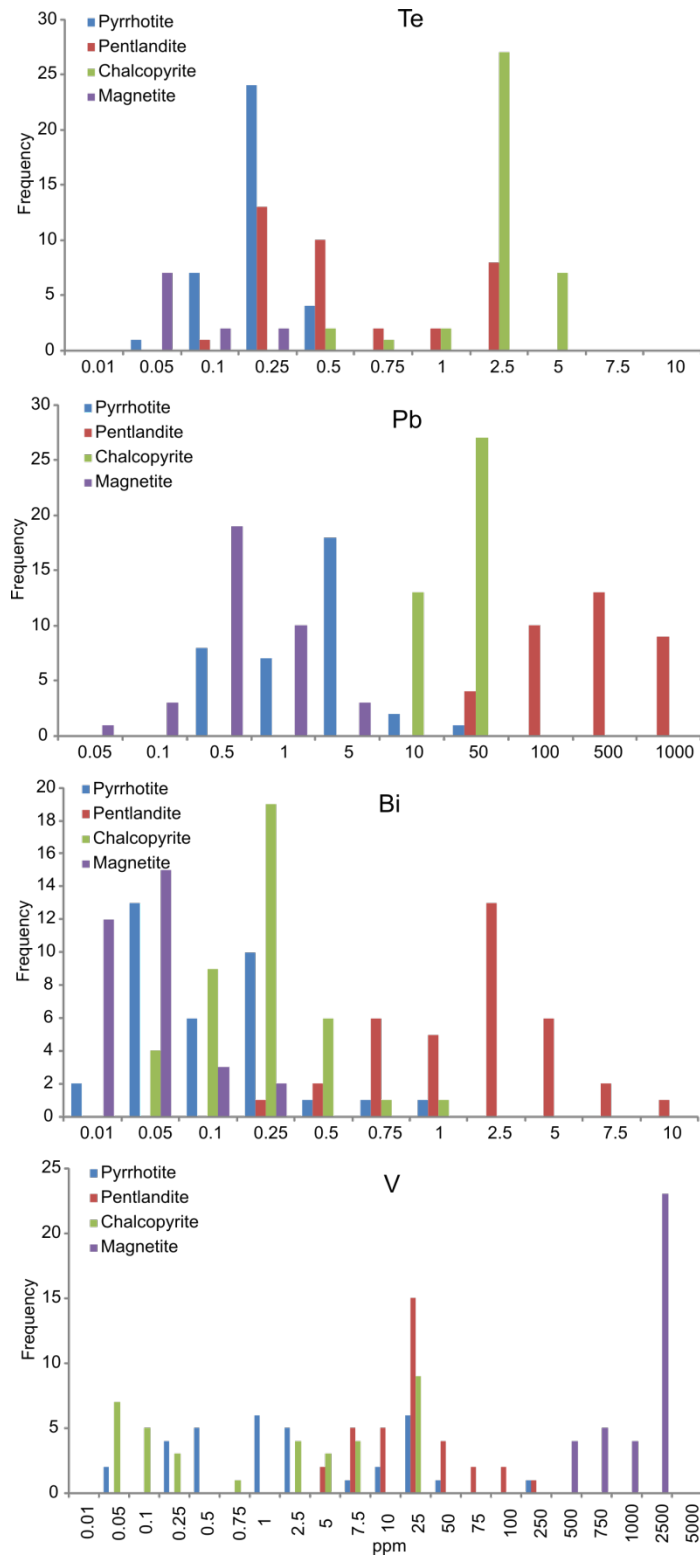 Te
Pyrrhotite
Pentlandite
Chalcopyrite
Magnetite
Frequency
30
25
20
15
10
5
0
0.01 0.05 0.1 0.25 0.5 0.75 1 2.5 5 7.5 10
Pb
Pyrrhotite
Pentlandite
Chalcopyrite
Magnetite
Frequency
30
25
20
15
10
5
0
0.05 0.1 0.5 1 5 10 50 100 500 1000
Bi
Pyrrhotite
Pentlandite
Chalcopyrite
Magnetite
Frequency
20
18
16
14
12
10
8
6
4
2
0
0.01 0.05 0.1 0.25 0.5 0.75 1 2.5 5 7.5 10
V
Pyrrhotite
Pentlandite
Chalcopyrite
Magnetite
Frequency
25
20
15
10
5
0
0.01 0.05 0.1 0.25 0.5 0.75 1 2.5 5 7.5 10 25 50 75 100 250 500 750 1000 2500 5000
ppm